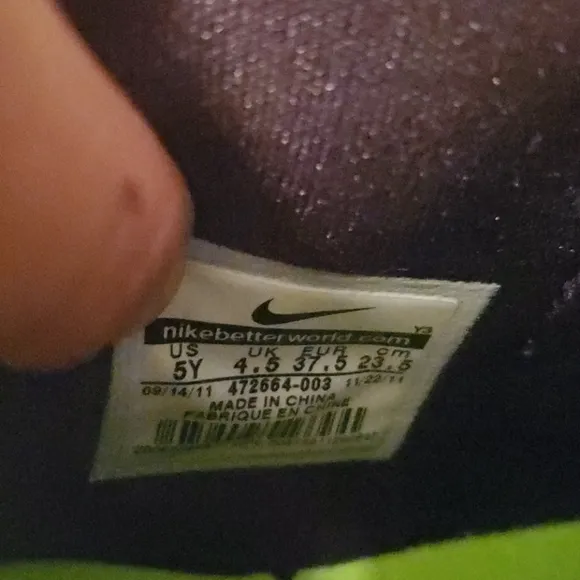 Y3
nikebetterworld.com
US UK EUR cm
5Y 4.5 37.5 23.5
09/14/11 472664-003 11/22/11
MADE IN CHINA
FABRIQUE EN CHINE